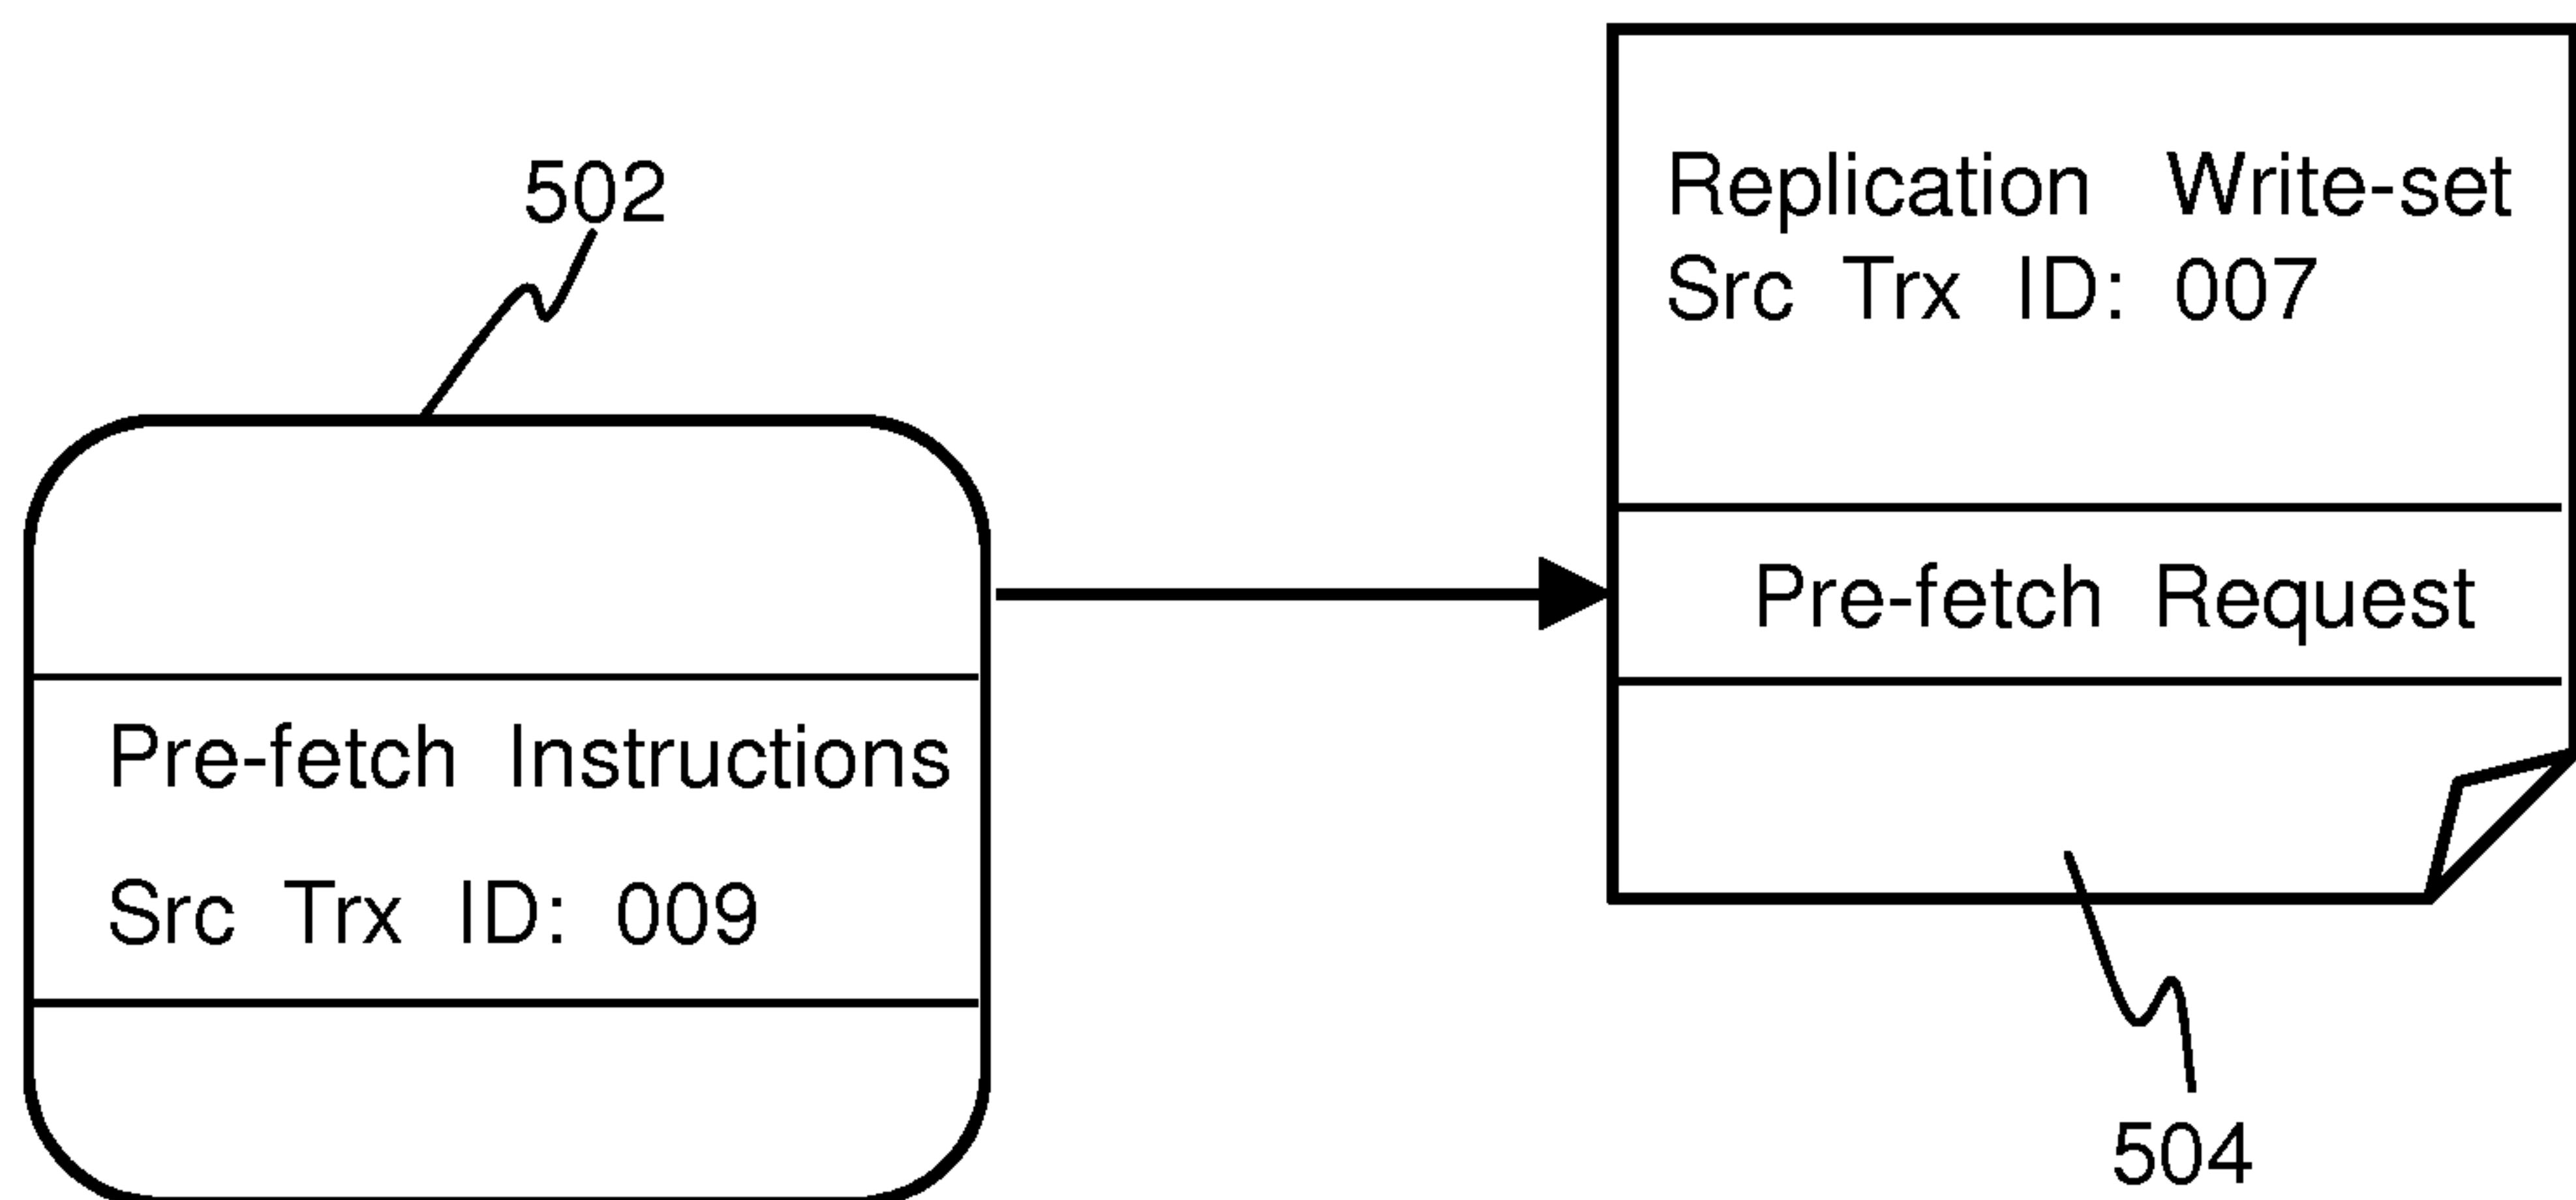 502
Pre-fetch Instructions
Src Trx ID: 009
Replication Write-set
Src Trx ID: 007
Pre-fetch Request
504